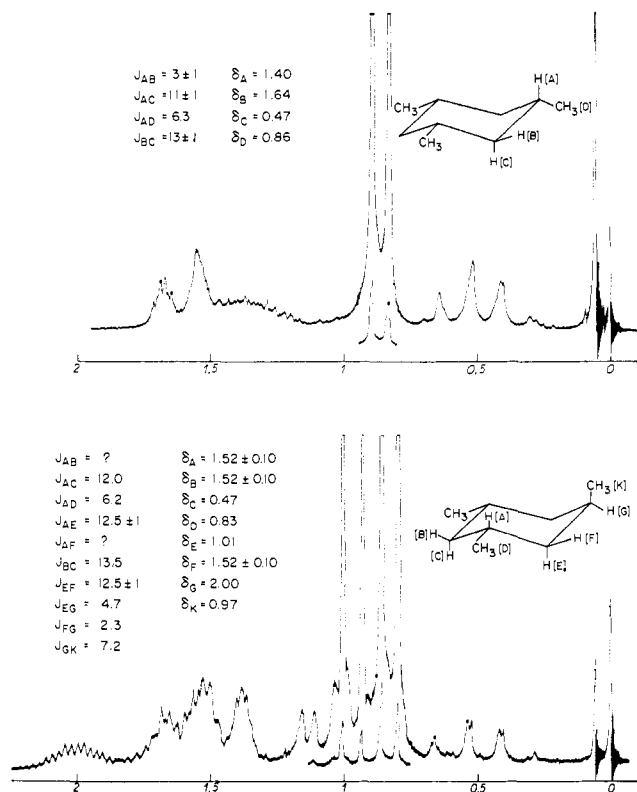 J_AB = 3 ± 1 δ_A = 1.40
J_AC = 11 ± 1 δ_B = 1.64
J_AD = 6.3 δ_C = 0.47
J_BC = 13 ± 1 δ_D = 0.86
H[A]
CH₃
CH₃[D]
H[B]
CH₃
H[C]
2 1.5 1 0.5 0
J_AB = ? δ_A = 1.52 ± 0.10
J_AC = 12.0 δ_B = 1.52 ± 0.10
J_AD = 6.2 δ_C = 0.47
J_AE = 12.5 ± 1 δ_D = 0.83
J_AF = ? δ_E = 1.01
J_BC = 13.5 δ_F = 1.52 ± 0.10
J_EF = 12.5 ± 1 δ_G = 2.00
J_EG = 4.7 δ_K = 0.97
J_FG = 2.3
J_GK = 7.2
CH₃[K]
CH₃
H[G]
H[A]
[B]H
H[F]
[C]H
CH₃[D]
H[E]
2 1.5 1 0.5 0